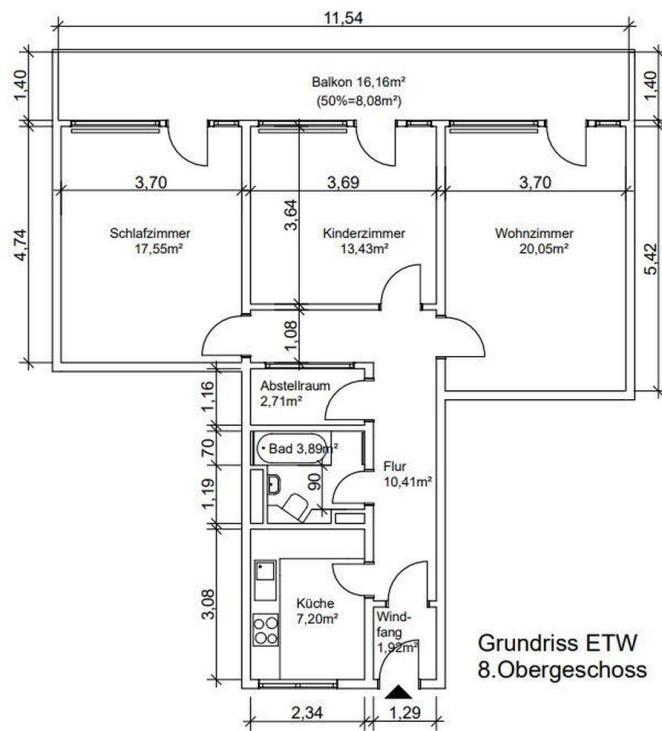 11,54
1,40
Balkon 16,16m²
(50%=8,08m²)
1,40
3,70
3,69
3,70
4,74
Schlafzimmer
17,55m²
3,64
Kinderzimmer
13,43m²
Wohnzimmer
20,05m²
5,42
1,08
1,16
Abstellraum
2,71m²
,70
Bad 3,89m²
90
1,19
Flur
10,41m²
3,08
Küche
7,20m²
Wind-
fang
1,92m²
Grundriss ETW
8.Obergeschoss
2,34
1,29